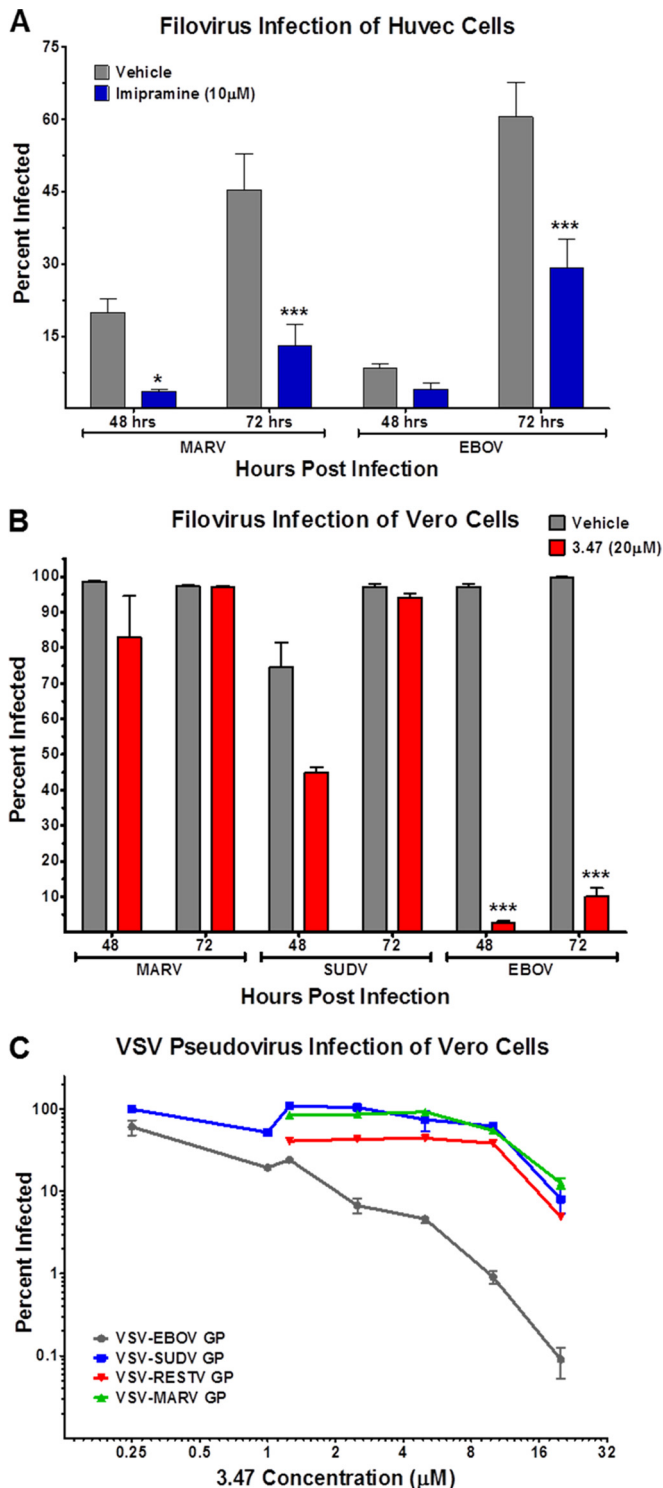 A
Filovirus Infection of Huvec Cells
Vehicle
Imipramine (10μM)
Percent Infected
60
45
30
15
*
***
***
48 hrs
72 hrs
48 hrs
72 hrs
MARV
EBOV
Hours Post Infection
B
Filovirus Infection of Vero Cells
Vehicle
3.47 (20μM)
Percent Infected
100
90
80
70
60
50
40
30
20
10
***
***
48
72
48
72
48
72
MARV
SUDV
EBOV
Hours Post Infection
C
VSV Pseudovirus Infection of Vero Cells
Percent Infected
100
10
1
0.1
VSV-EBOV GP
VSV-SUDV GP
VSV-RESTV GP
VSV-MARV GP
0.25
0.5
1
2
4
8
16
32
3.47 Concentration (μM)